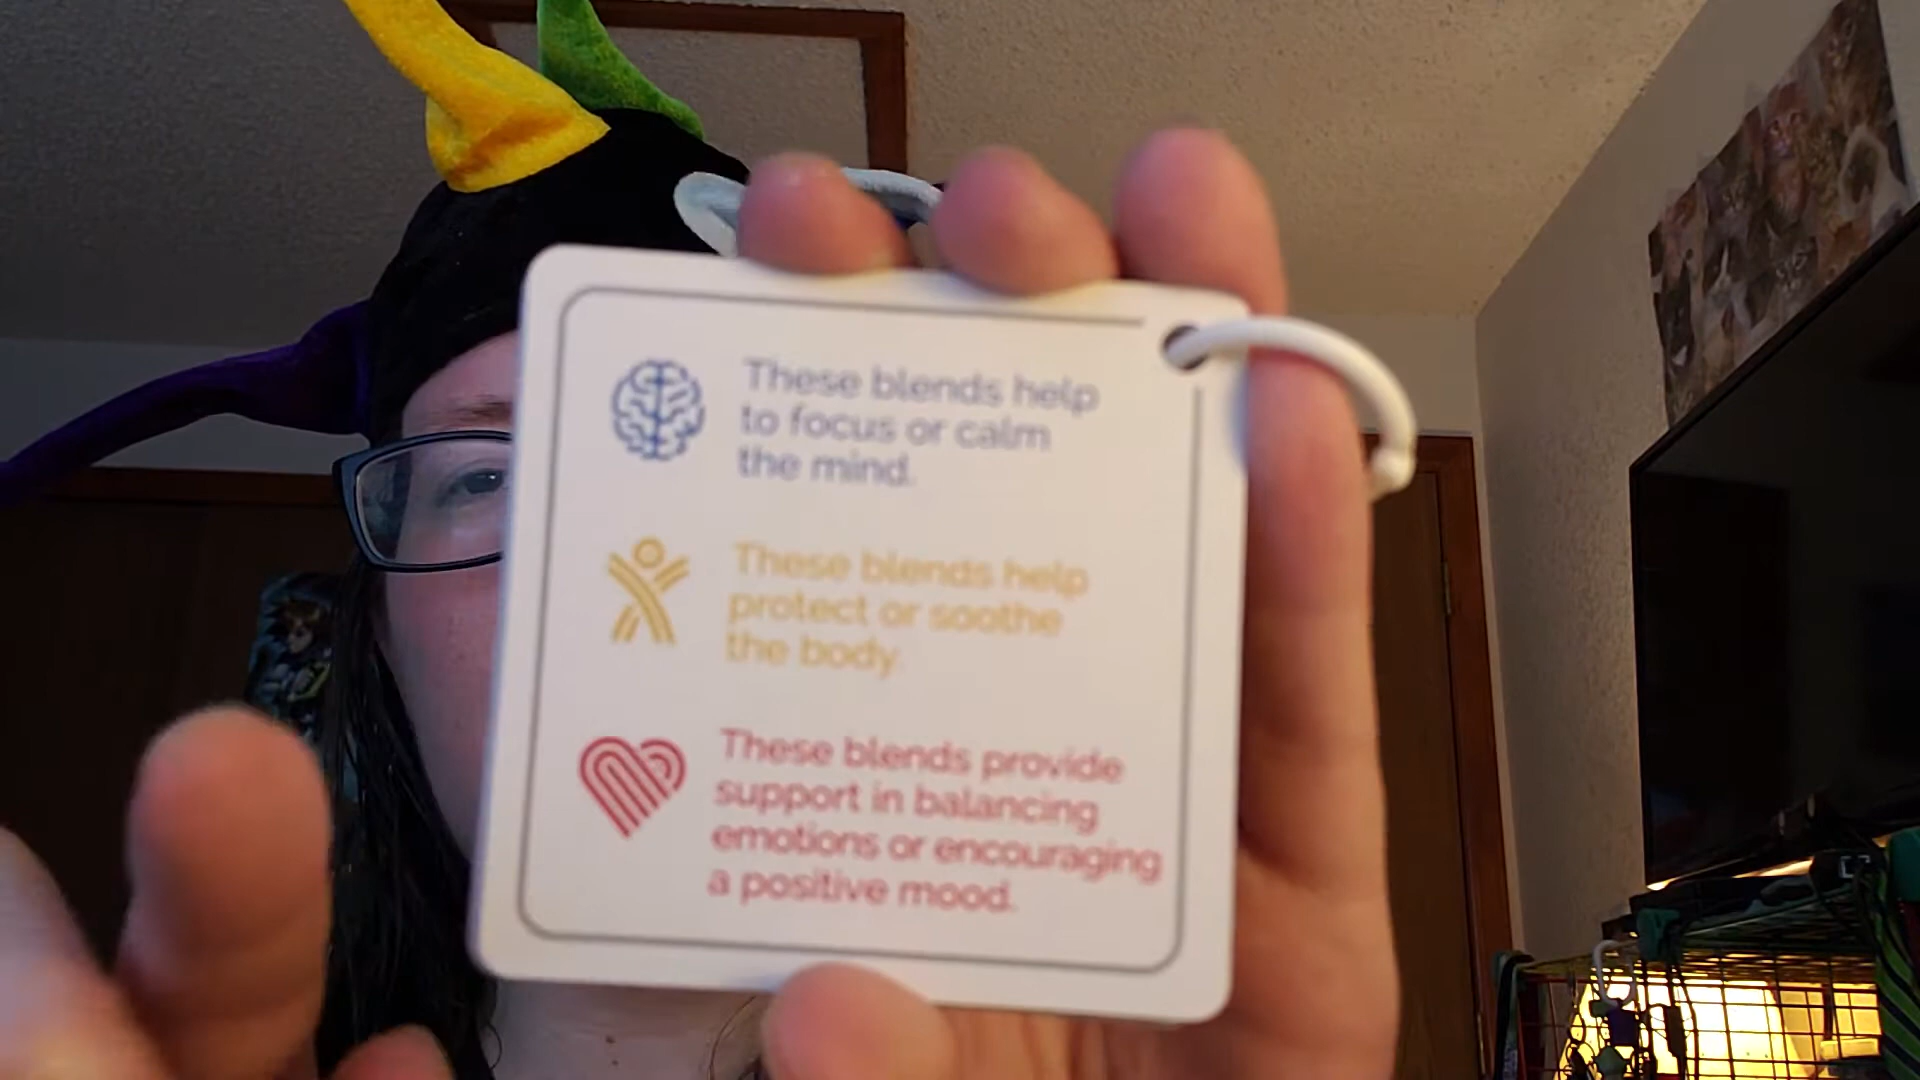 These blends help
to focus or calm
the mind.
These blends help
protect or soothe
the body.
These blends provide
support in balancing
emotions or encouraging
a positive mood.